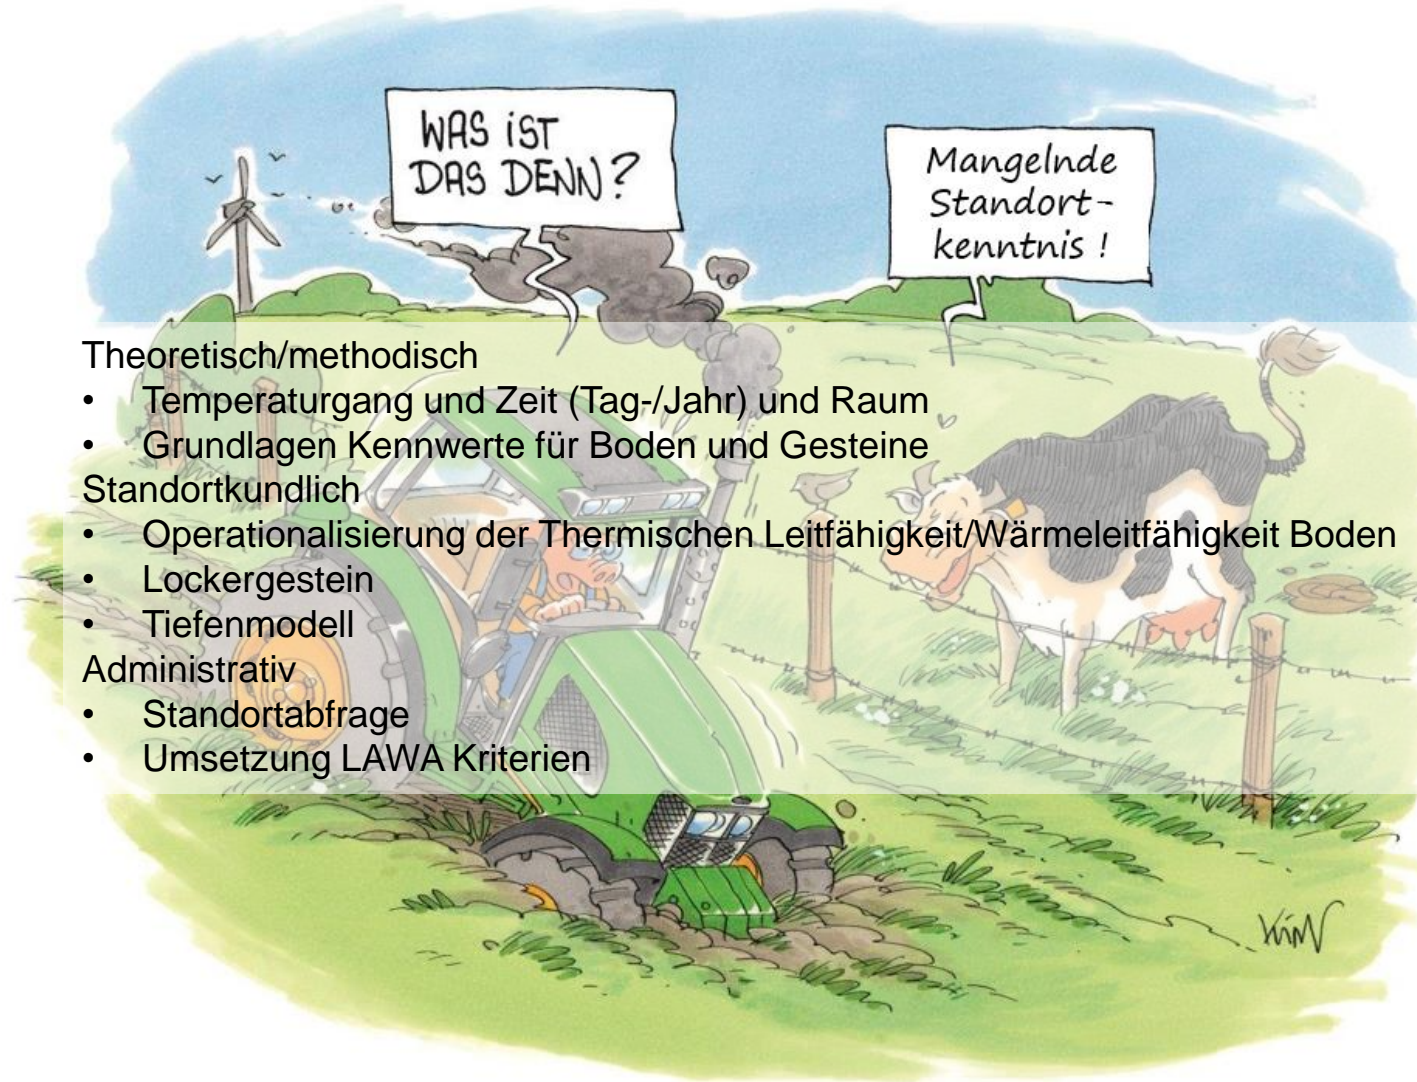 WAS IST
DAS DENN?
Mangelnde
Standort-
kenntnis !
Theoretisch/methodisch
• Temperaturgang und Zeit (Tag-/Jahr) und Raum
• Grundlagen Kennwerte für Boden und Gesteine
Standortkundlich
• Operationalisierung der Thermischen Leitfähigkeit/Wärmeleitfähigkeit Boden
• Lockergestein
• Tiefenmodell
Administrativ
• Standortabfrage
• Umsetzung LAWA Kriterien